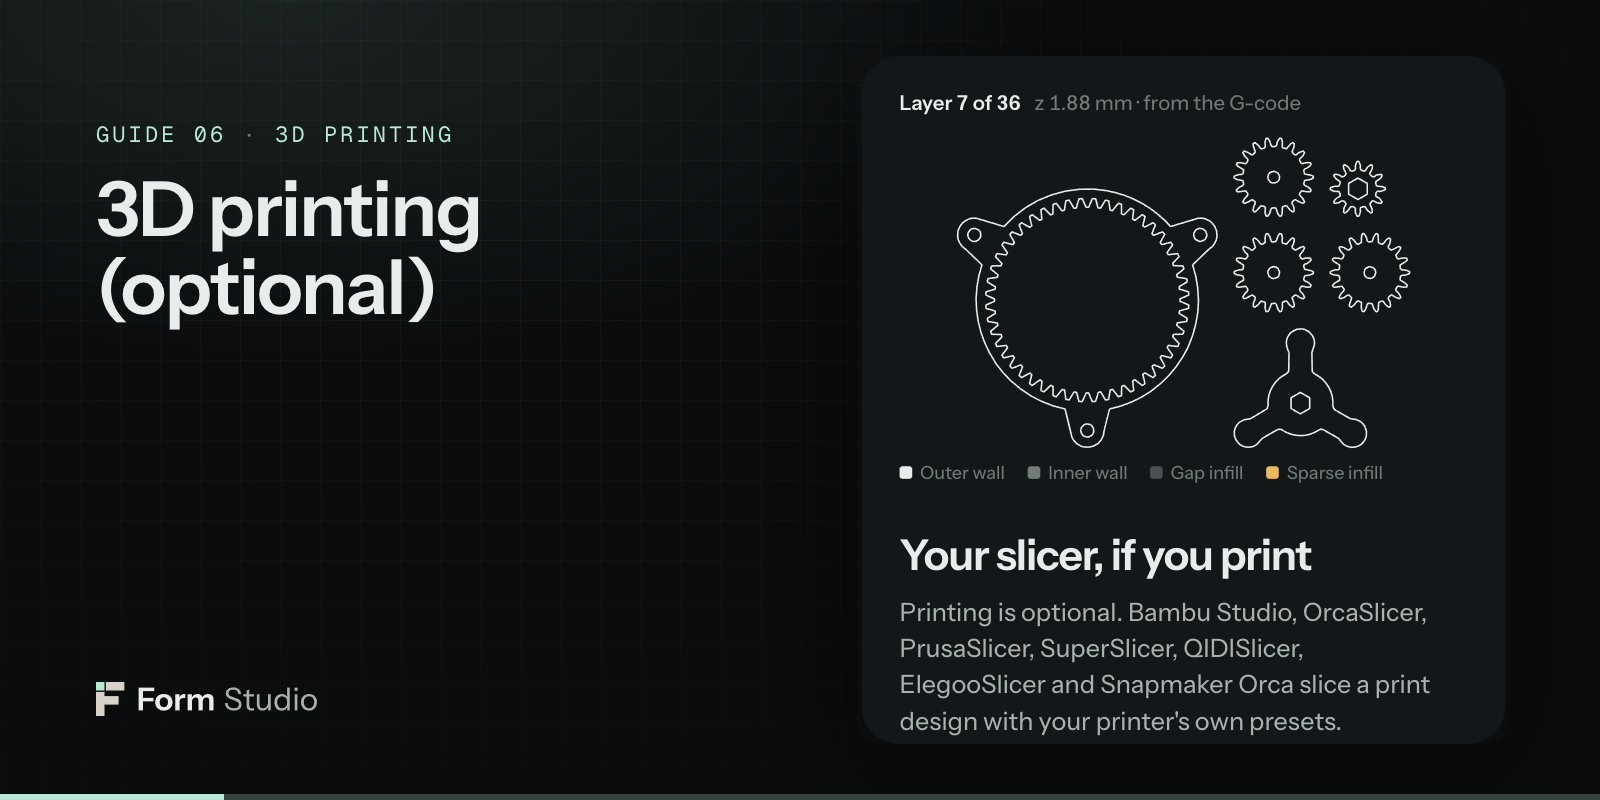 GUIDE 06 · 3D PRINTING
3D printing
(optional)
Form Studio
Layer 7 of 36 z 1.88 mm · from the G-code
Outer wall Inner wall Gap infill Sparse infill
Your slicer, if you print
Printing is optional. Bambu Studio, OrcaSlicer,
PrusaSlicer, SuperSlicer, QIDISlicer,
ElegooSlicer and Snapmaker Orca slice a print
design with your printer's own presets.